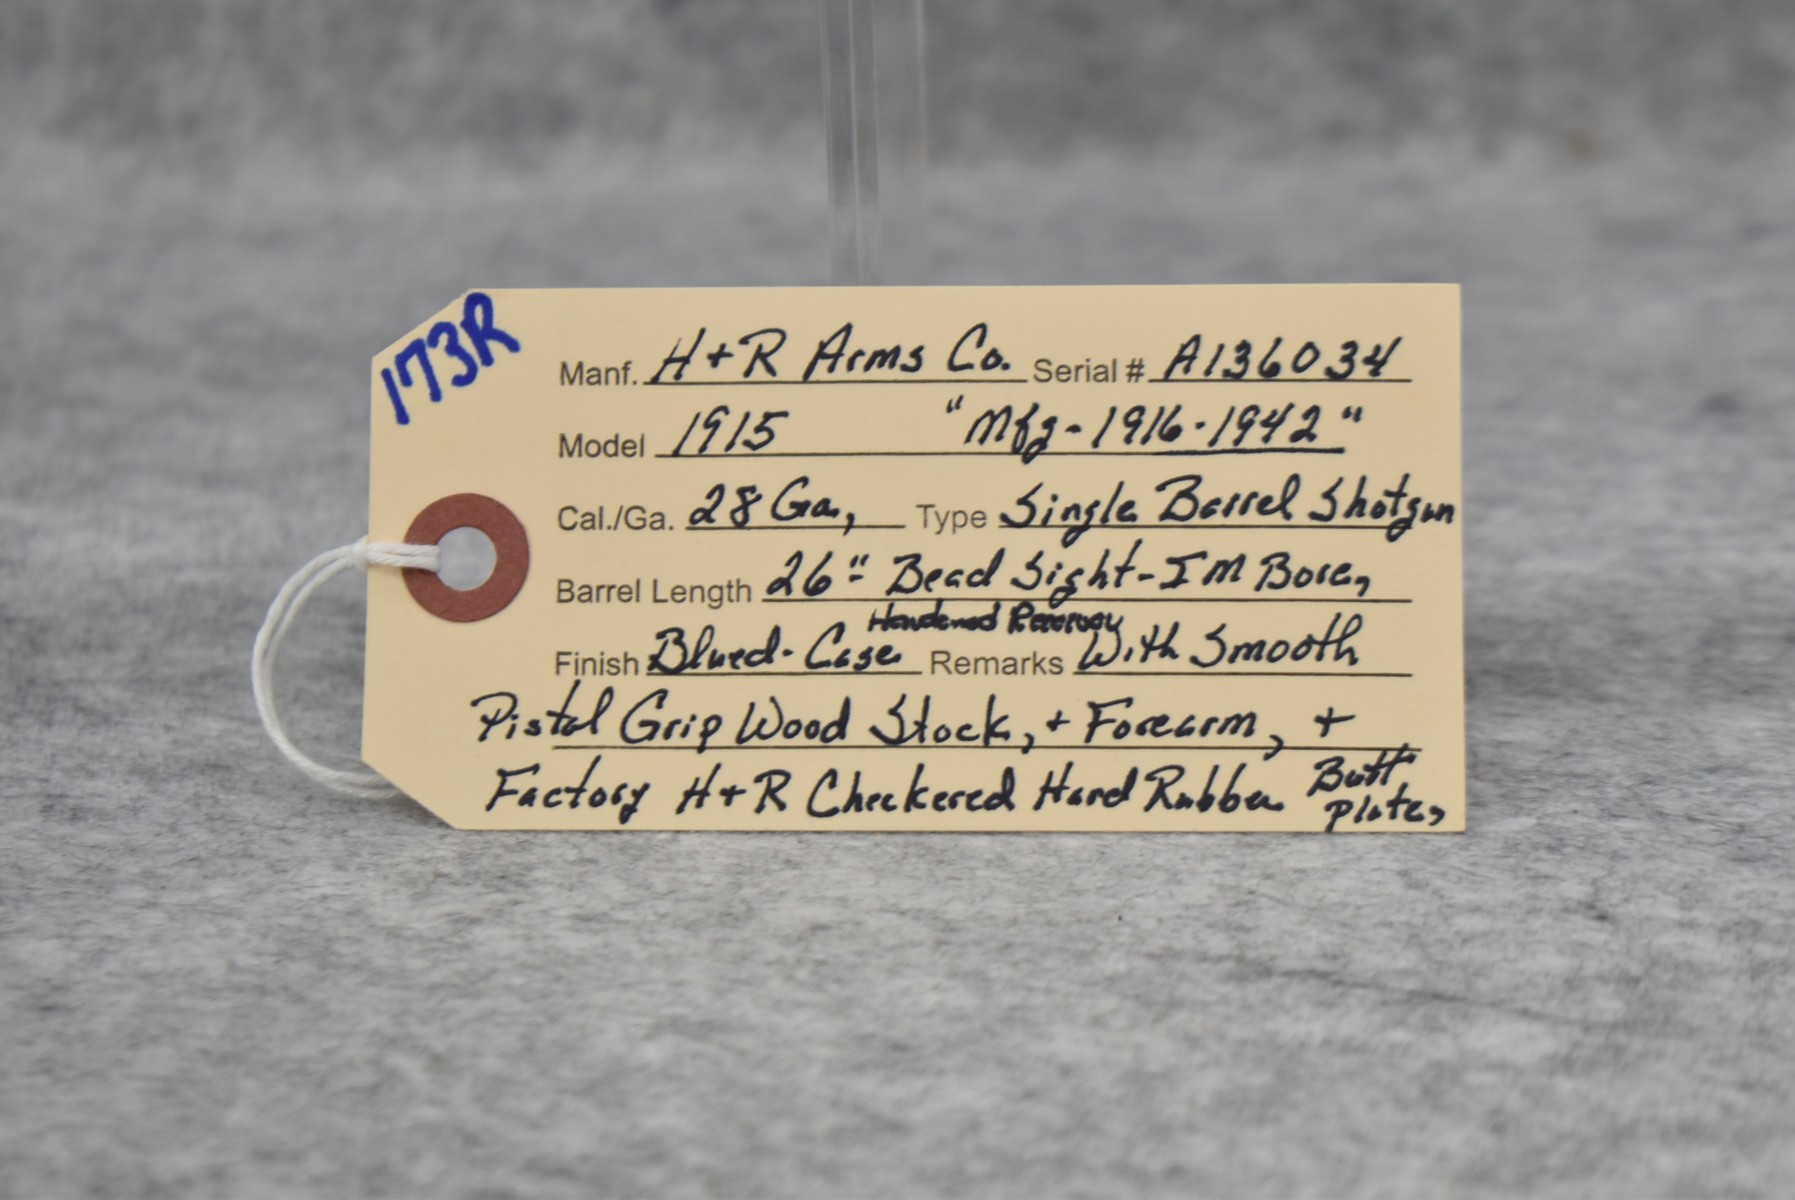 173R
Manf. H+R Arms Co. Serial # A136034
Model 1915 "Mfg-1916-1942"
Cal./Ga. 28 Ga., Type Single Barrel Shotgun
Barrel Length 26"- Bead Sight-IM Bore,
Hardened
Finish Blued-Case Remarks With Smooth
Pistol Grip Wood Stock, + Forearm, +
Factory H+R Checkered Hard Rubber Butt
Plate,